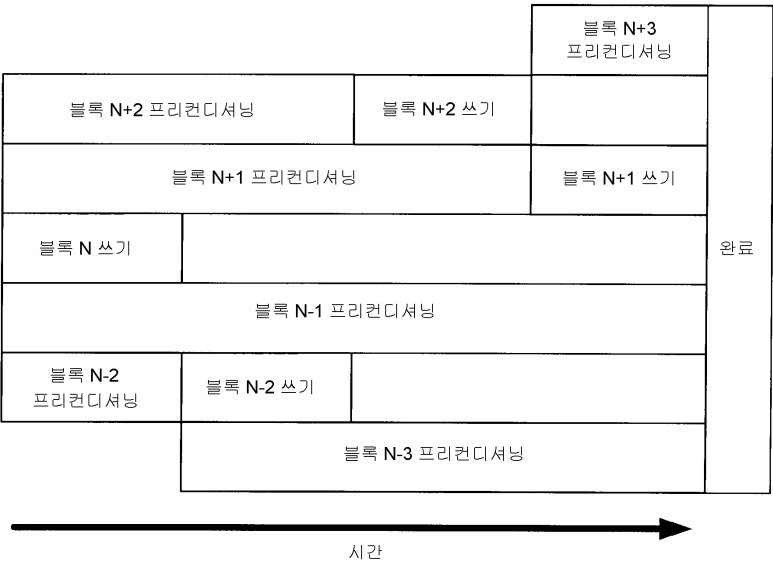 블록 N+3
프리컨디셔닝
블록 N+2 프리컨디셔닝
블록 N+2 쓰기
블록 N+1 프리컨디셔닝
블록 N+1 쓰기
블록 N 쓰기
완료
블록 N-1 프리컨디셔닝
블록 N-2
프리컨디셔닝
블록 N-2 쓰기
블록 N-3 프리컨디셔닝
시간